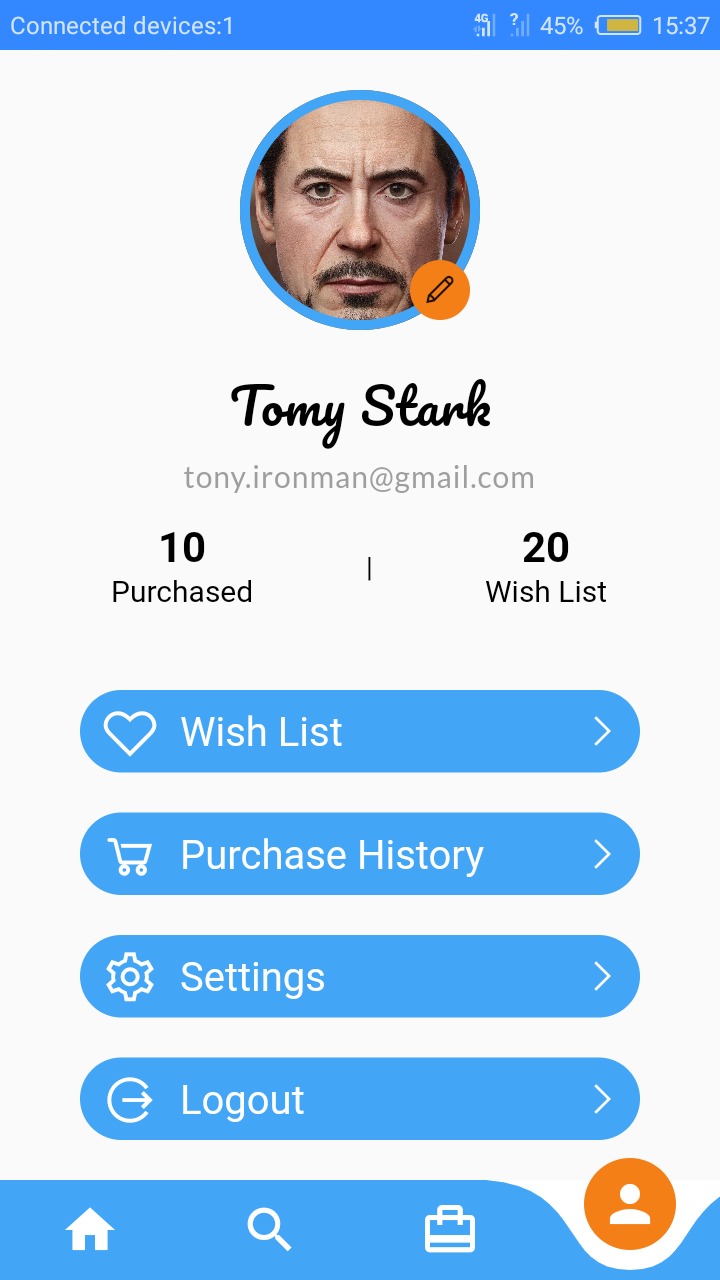 Connected devices:1 4G ? 45% 15:37
Tomy Stark
tony.ironman@gmail.com
10 20
Purchased | Wish List
Wish List
Purchase History
Settings
Logout